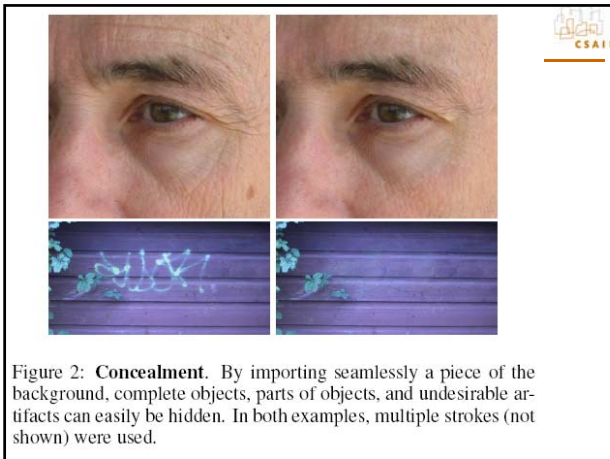 CSAI
Figure 2: Concealment. By importing seamlessly a piece of the
background, complete objects, parts of objects, and undesirable ar-
tifacts can easily be hidden. In both examples, multiple strokes (not
shown) were used.